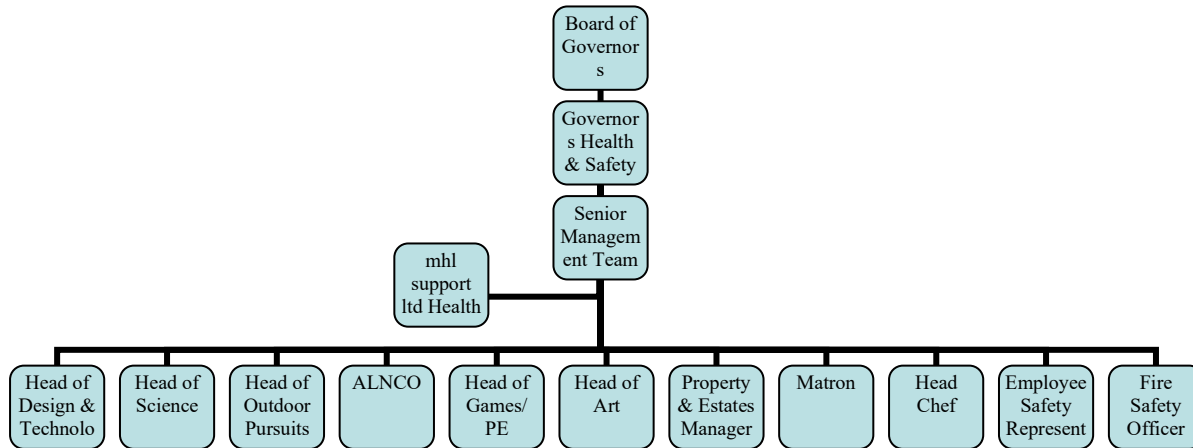 Board of
Governor
s
Governor
s Health
& Safety
Senior
Managem
ent Team
mhl
support
ltd Health
Head of
Design &
Technolo
Head of
Science
Head of
Outdoor
Pursuits
ALNCO
Head of
Games/
PE
Head of
Art
Property
& Estates
Manager
Matron
Head
Chef
Employee
Safety
Represent
Fire
Safety
Officer